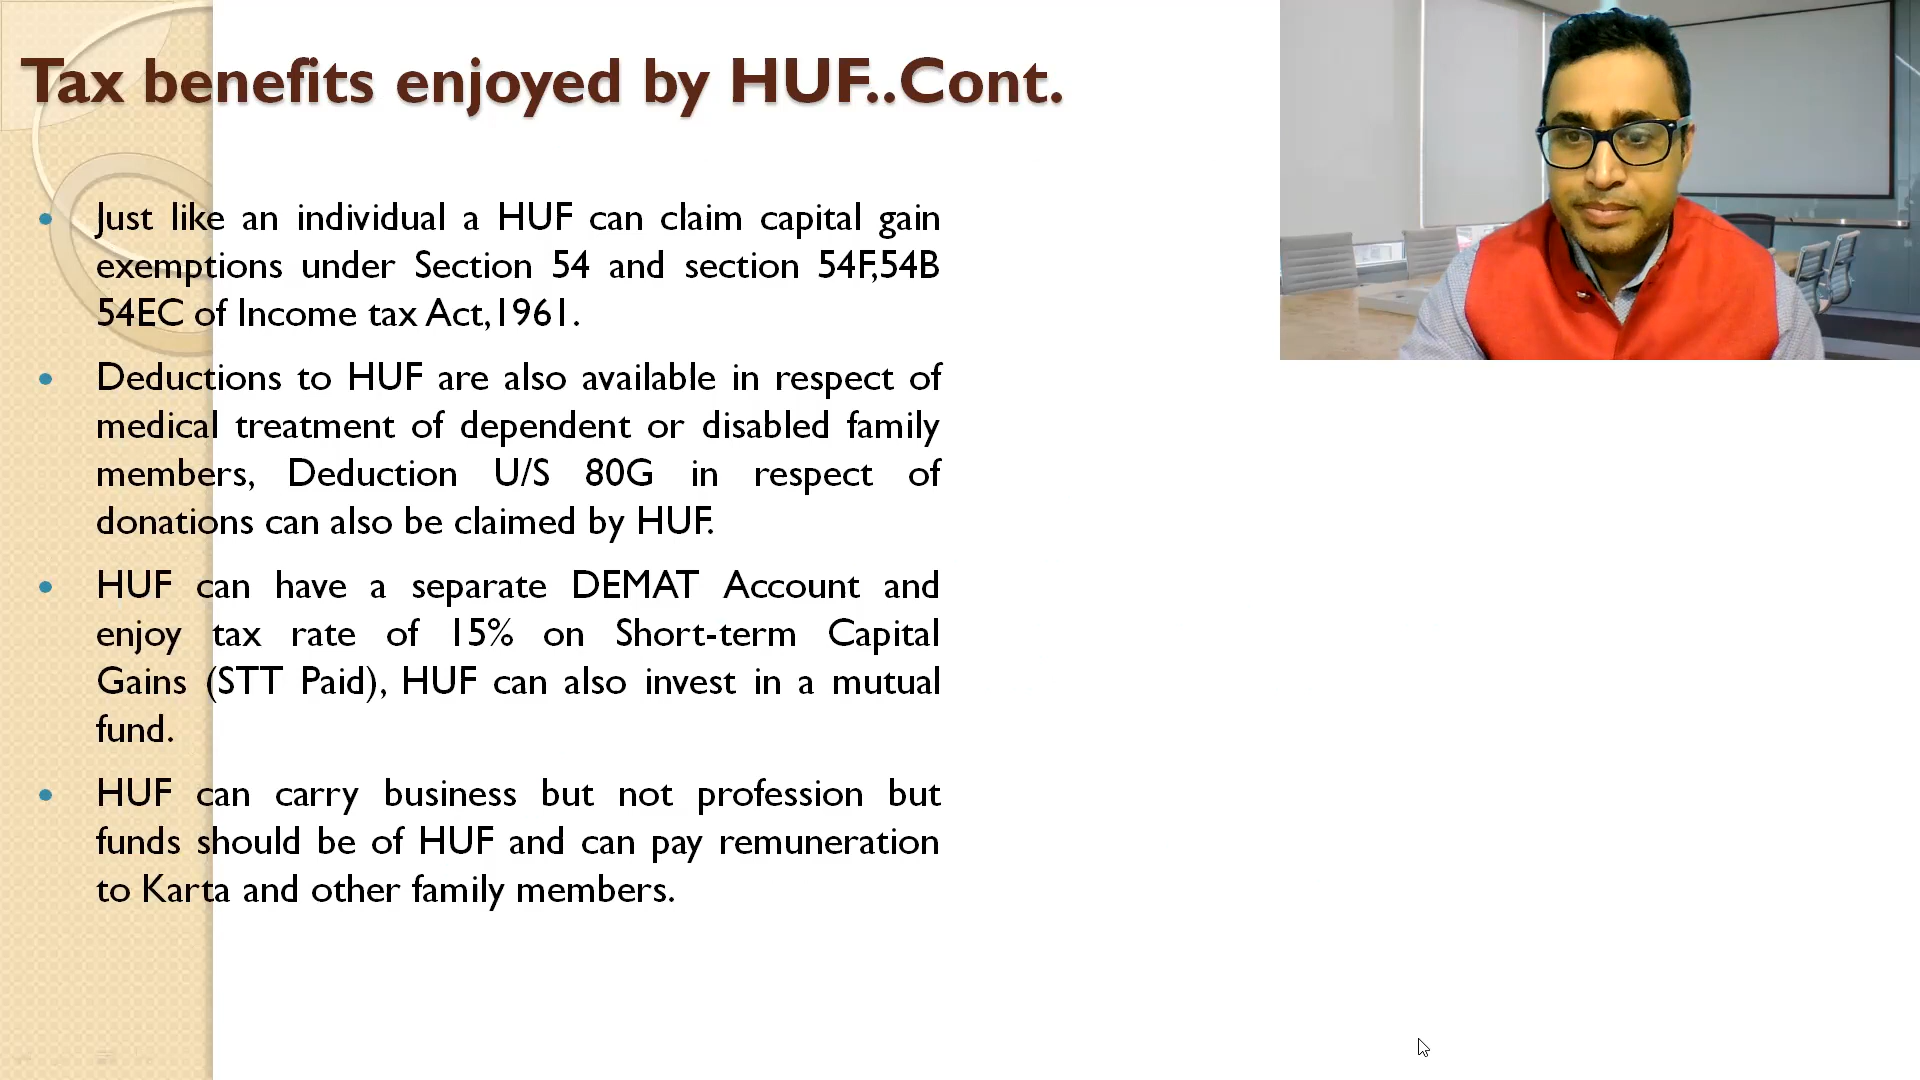 Tax benefits enjoyed by HUF..Cont.
Just like an individual a HUF can claim capital gain
exemptions under Section 54 and section 54F,54B
54EC of Income tax Act,1961.
Deductions to HUF are also available in respect of
medical treatment of dependent or disabled family
members, Deduction U/S 80G in respect of
donations can also be claimed by HUF.
HUF can have a separate DEMAT Account and
enjoy tax rate of 15% on Short-term Capital
Gains (STT Paid), HUF can also invest in a mutual
fund.
HUF can carry business but not profession but
funds should be of HUF and can pay remuneration
to Karta and other family members.